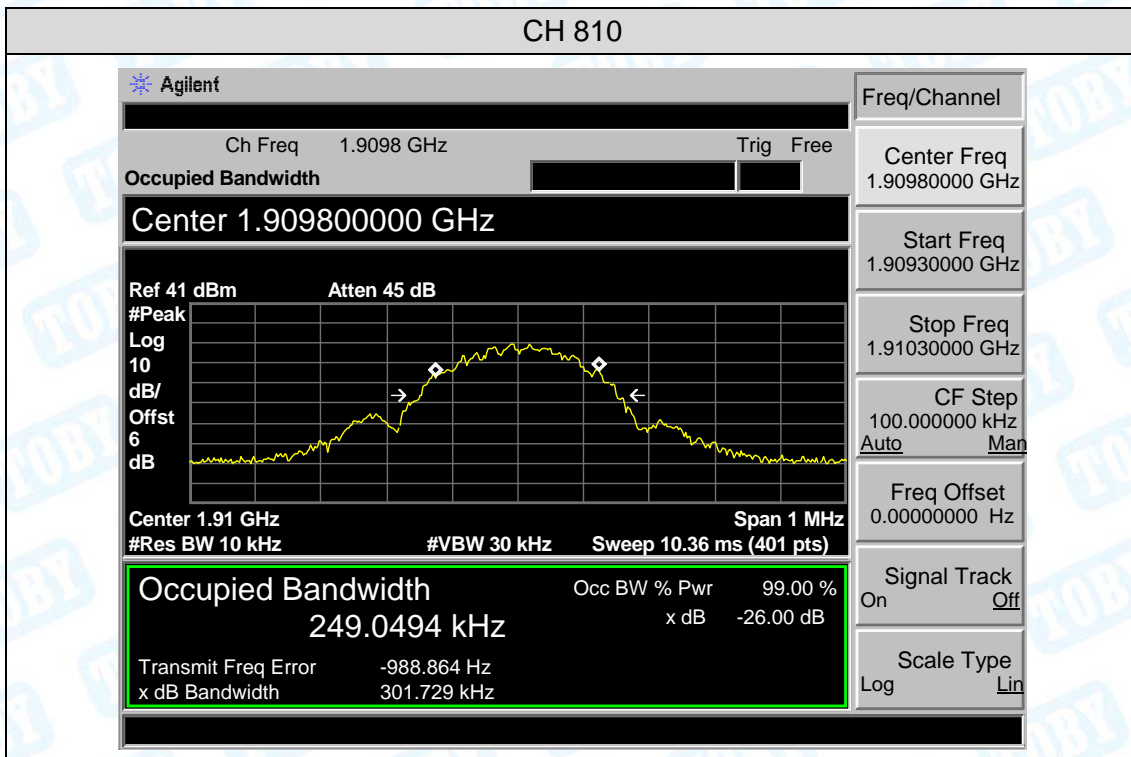 CH 810
Agilent
Freq/Channel
Ch Freq 1.9098 GHz Trig Free
Occupied Bandwidth
Center 1.909800000 GHz
Ref 41 dBm Atten 45 dB
#Peak
Log
10
dB/
Offst
6
dB
Center 1.91 GHz Span 1 MHz
#Res BW 10 kHz #VBW 30 kHz Sweep 10.36 ms (401 pts)
Occupied Bandwidth Occ BW % Pwr 99.00 %
249.0494 kHz x dB -26.00 dB
Transmit Freq Error -988.864 Hz
x dB Bandwidth 301.729 kHz
Center Freq
1.90980000 GHz
Start Freq
1.90930000 GHz
Stop Freq
1.91030000 GHz
CF Step
100.000000 kHz
Auto Man
Freq Offset
0.00000000 Hz
Signal Track
On Off
Scale Type
Log Lin
TOBY